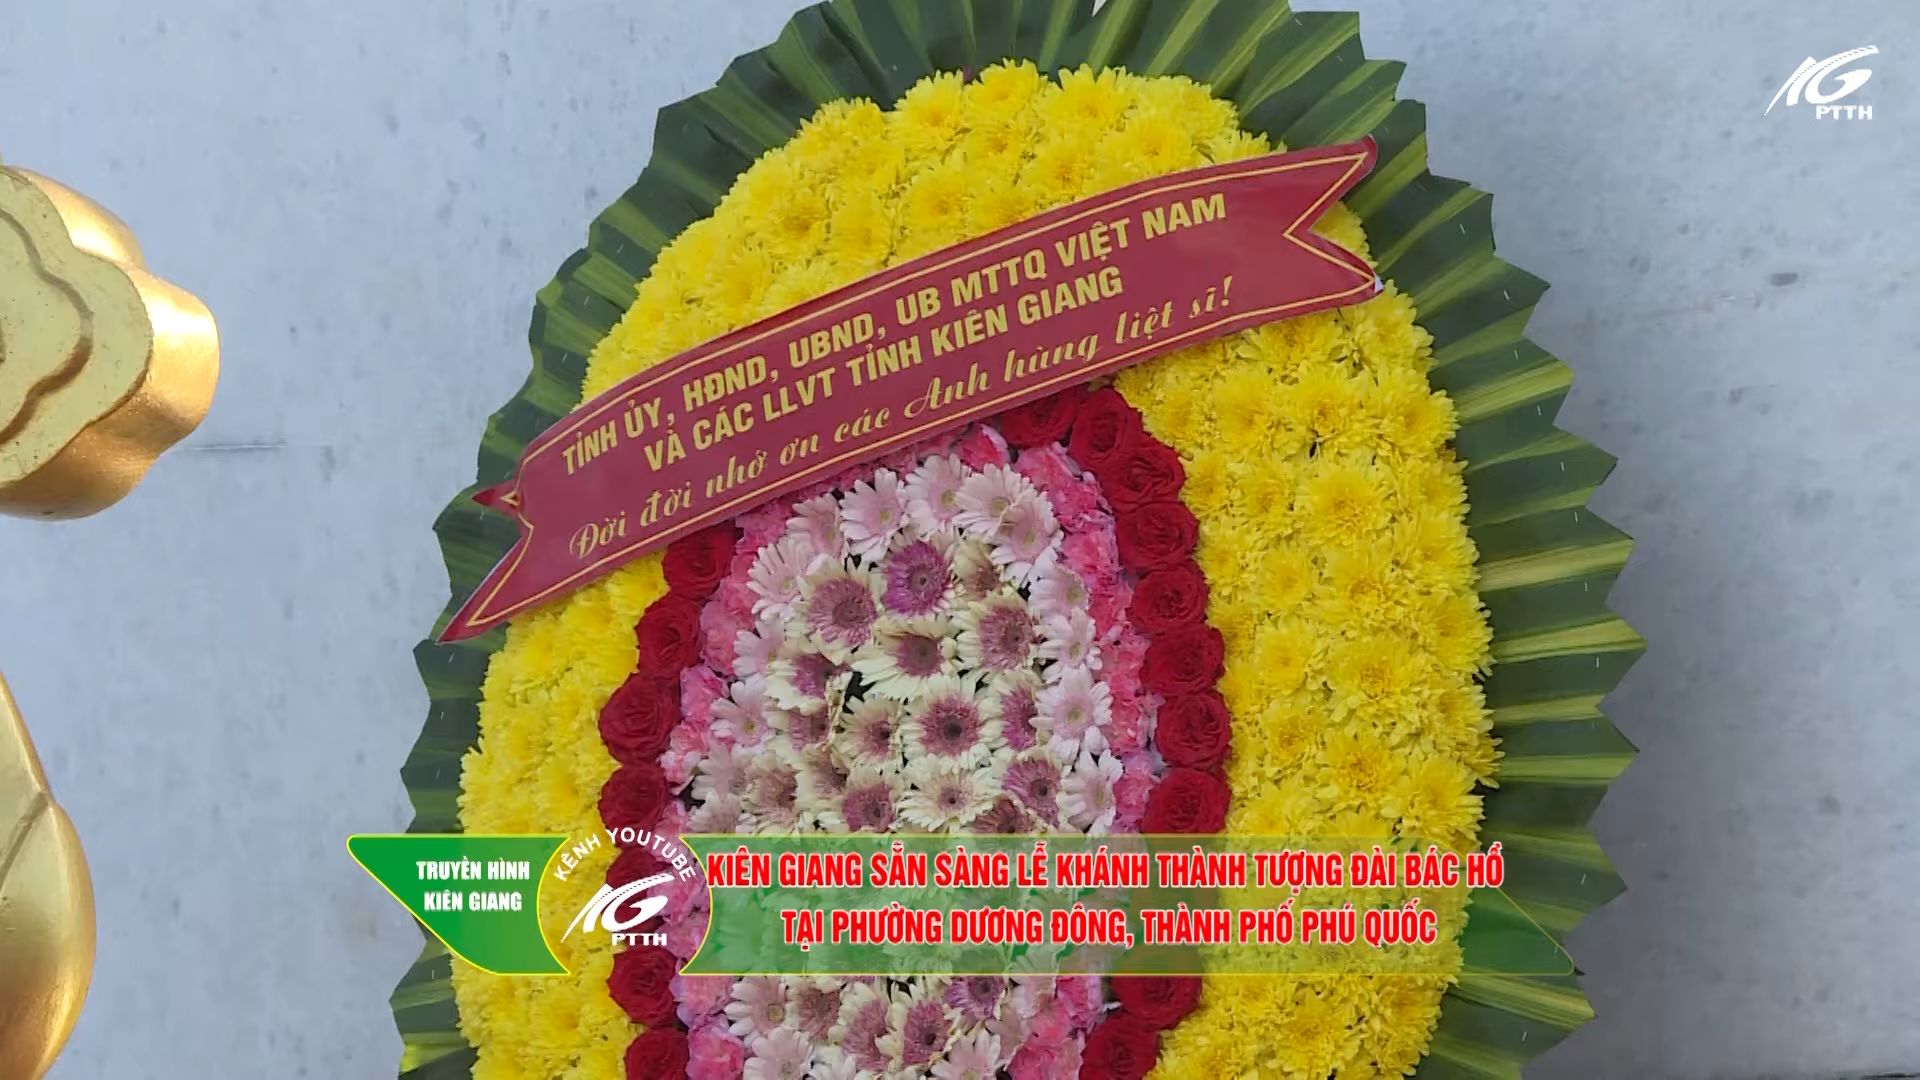 KG
PTTH
TỈNH ỦY, HĐND, UBND, UB MTTQ VIỆT NAM
VÀ CÁC LLVT TỈNH KIÊN GIANG
Đời đời nhớ ơn các Anh hùng liệt sĩ!
TRUYỀN HÌNH
KIÊN GIANG
KÊNH YOUTUBE
KG
PTTH
KIÊN GIANG SẴN SÀNG LỄ KHÁNH THÀNH TƯỢNG ĐÀI BÁC HỒ
TẠI PHƯỜNG DƯƠNG ĐÔNG, THÀNH PHỐ PHÚ QUỐC